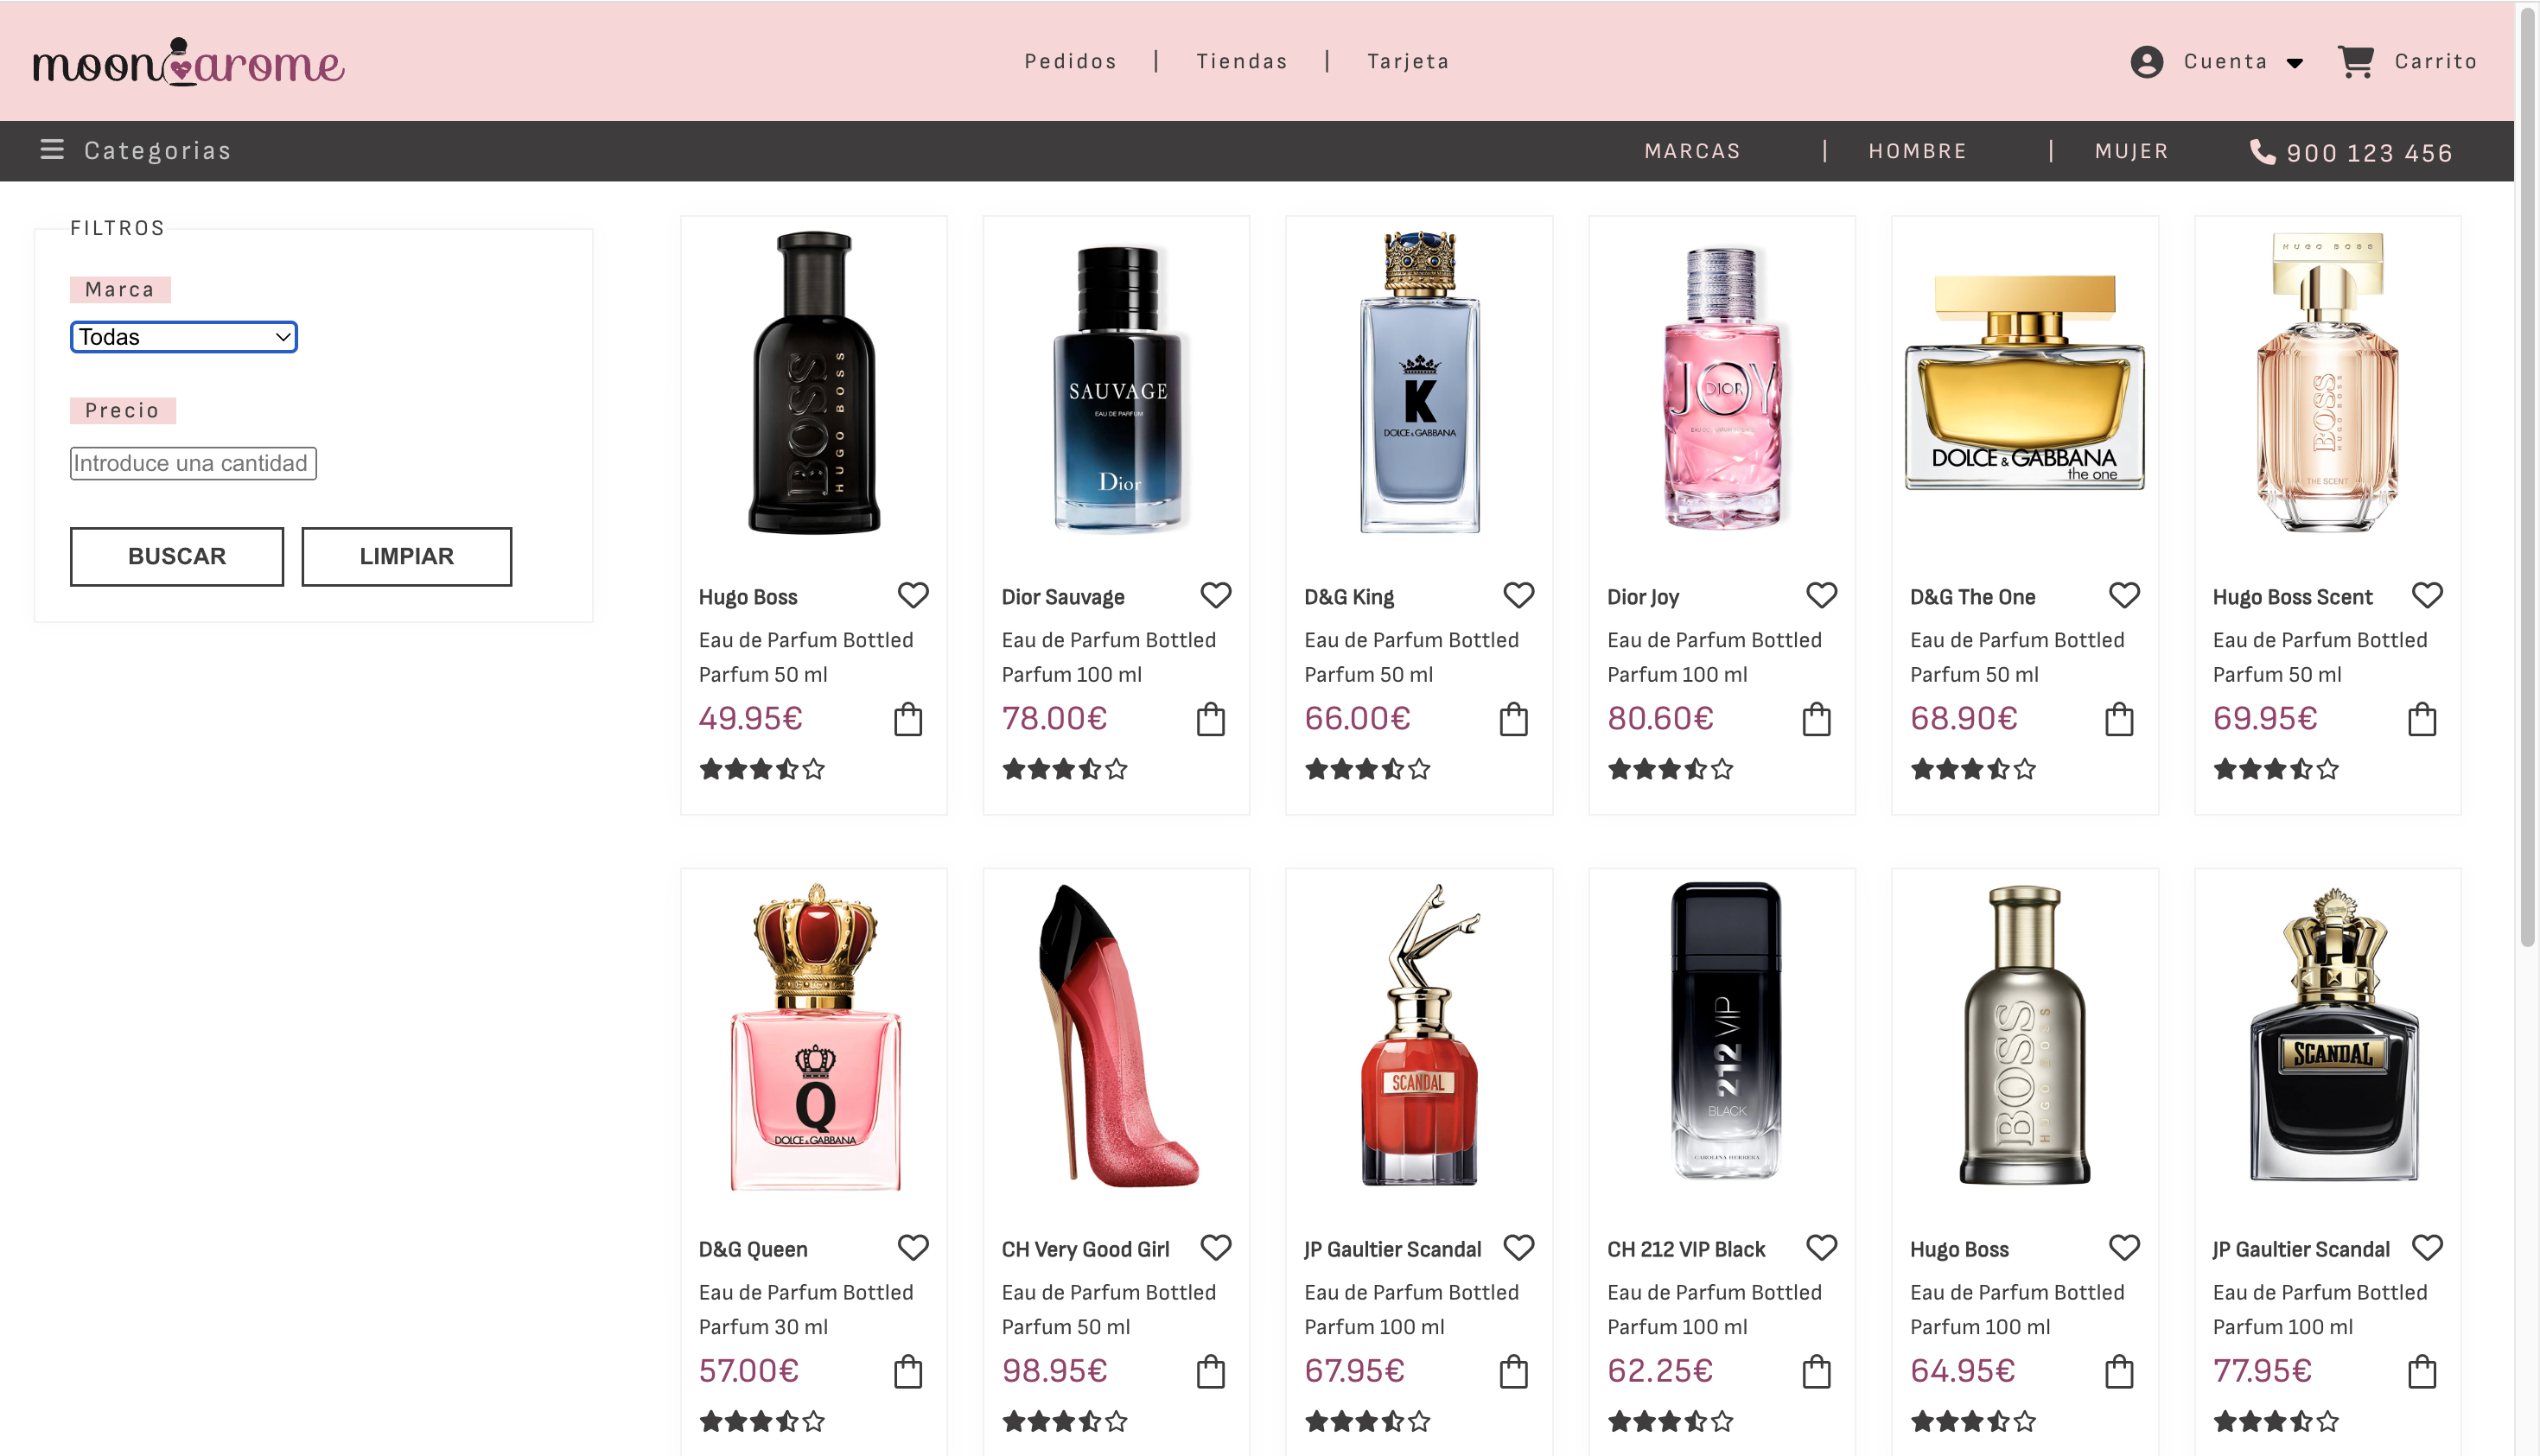 moon arome
Pedidos | Tiendas | Tarjeta
Cuenta
Carrito
Categorias
MARCAS | HOMBRE | MUJER
900 123 456
FILTROS
Marca
Todas
Precio
Introduce una cantidad
BUSCAR
LIMPIAR
BOSS
HUGO BOSS
Hugo Boss
Eau de Parfum Bottled
Parfum 50 ml
49.95€
SAUVAGE
EAU DE PARFUM
Dior
Dior Sauvage
Eau de Parfum Bottled
Parfum 100 ml
78.00€
K
DOLCE & GABBANA
D&G King
Eau de Parfum Bottled
Parfum 50 ml
66.00€
JOY
DIOR
Dior Joy
Eau de Parfum Bottled
Parfum 100 ml
80.60€
DOLCE & GABBANA
the one
D&G The One
Eau de Parfum Bottled
Parfum 50 ml
68.90€
HUGO BOSS
BOSS
HUGO BOSS
THE SCENT
Hugo Boss Scent
Eau de Parfum Bottled
Parfum 50 ml
69.95€
Q
DOLCE & GABBANA
D&G Queen
Eau de Parfum Bottled
Parfum 30 ml
57.00€
CH Very Good Girl
Eau de Parfum Bottled
Parfum 50 ml
98.95€
SCANDAL
JP Gaultier Scandal
Eau de Parfum Bottled
Parfum 100 ml
67.95€
212 VIP
BLACK
CAROLINA HERRERA
CH 212 VIP Black
Eau de Parfum Bottled
Parfum 100 ml
62.25€
BOSS
HUGO BOSS
Hugo Boss
Eau de Parfum Bottled
Parfum 100 ml
64.95€
SCANDAL
JP Gaultier Scandal
Eau de Parfum Bottled
Parfum 100 ml
77.95€